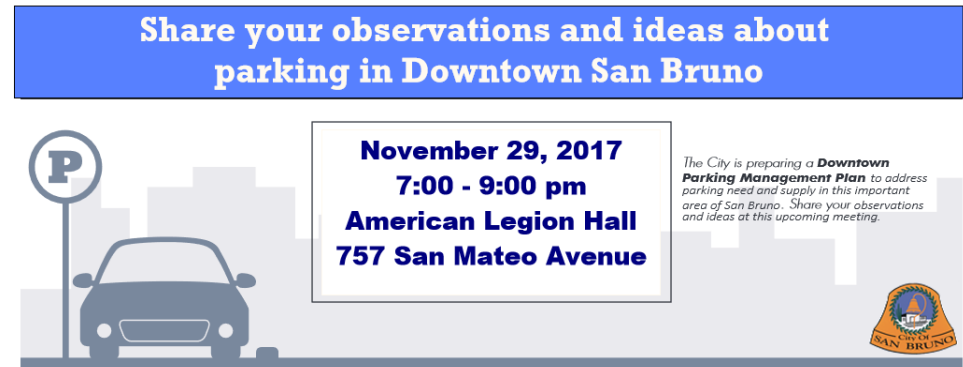 Share your observations and ideas about
parking in Downtown San Bruno
P
November 29, 2017
7:00 - 9:00 pm
American Legion Hall
757 San Mateo Avenue
The City is preparing a Downtown
Parking Management Plan to address
parking need and supply in this important
area of San Bruno. Share your observations
and ideas at this upcoming meeting.
City Of
SAN BRUNO